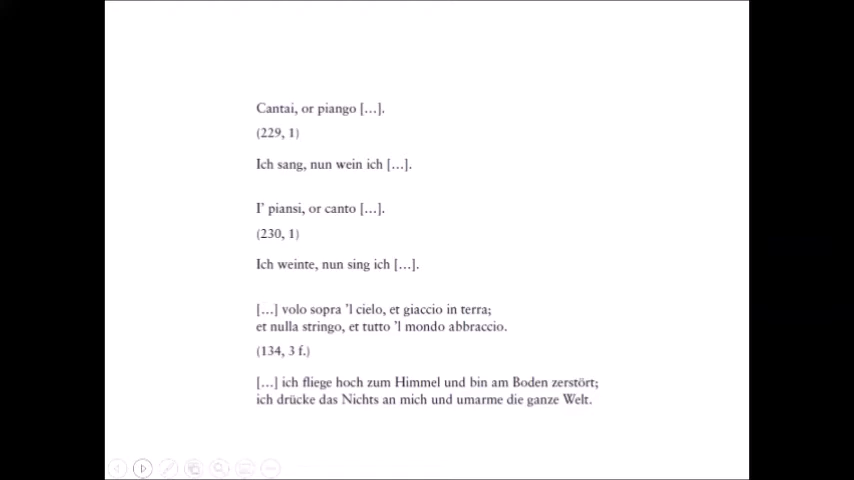 Cantai, or piango […].
(229, 1)
Ich sang, nun wein ich […].
I’ piansi, or canto […].
(230, 1)
Ich weinte, nun sing ich […].
[…] volo sopra ’l cielo, et giaccio in terra;
et nulla stringo, et tutto ’l mondo abbraccio.
(134, 3 f.)
[…] ich fliege hoch zum Himmel und bin am Boden zerstört;
ich drücke das Nichts an mich und umarme die ganze Welt.